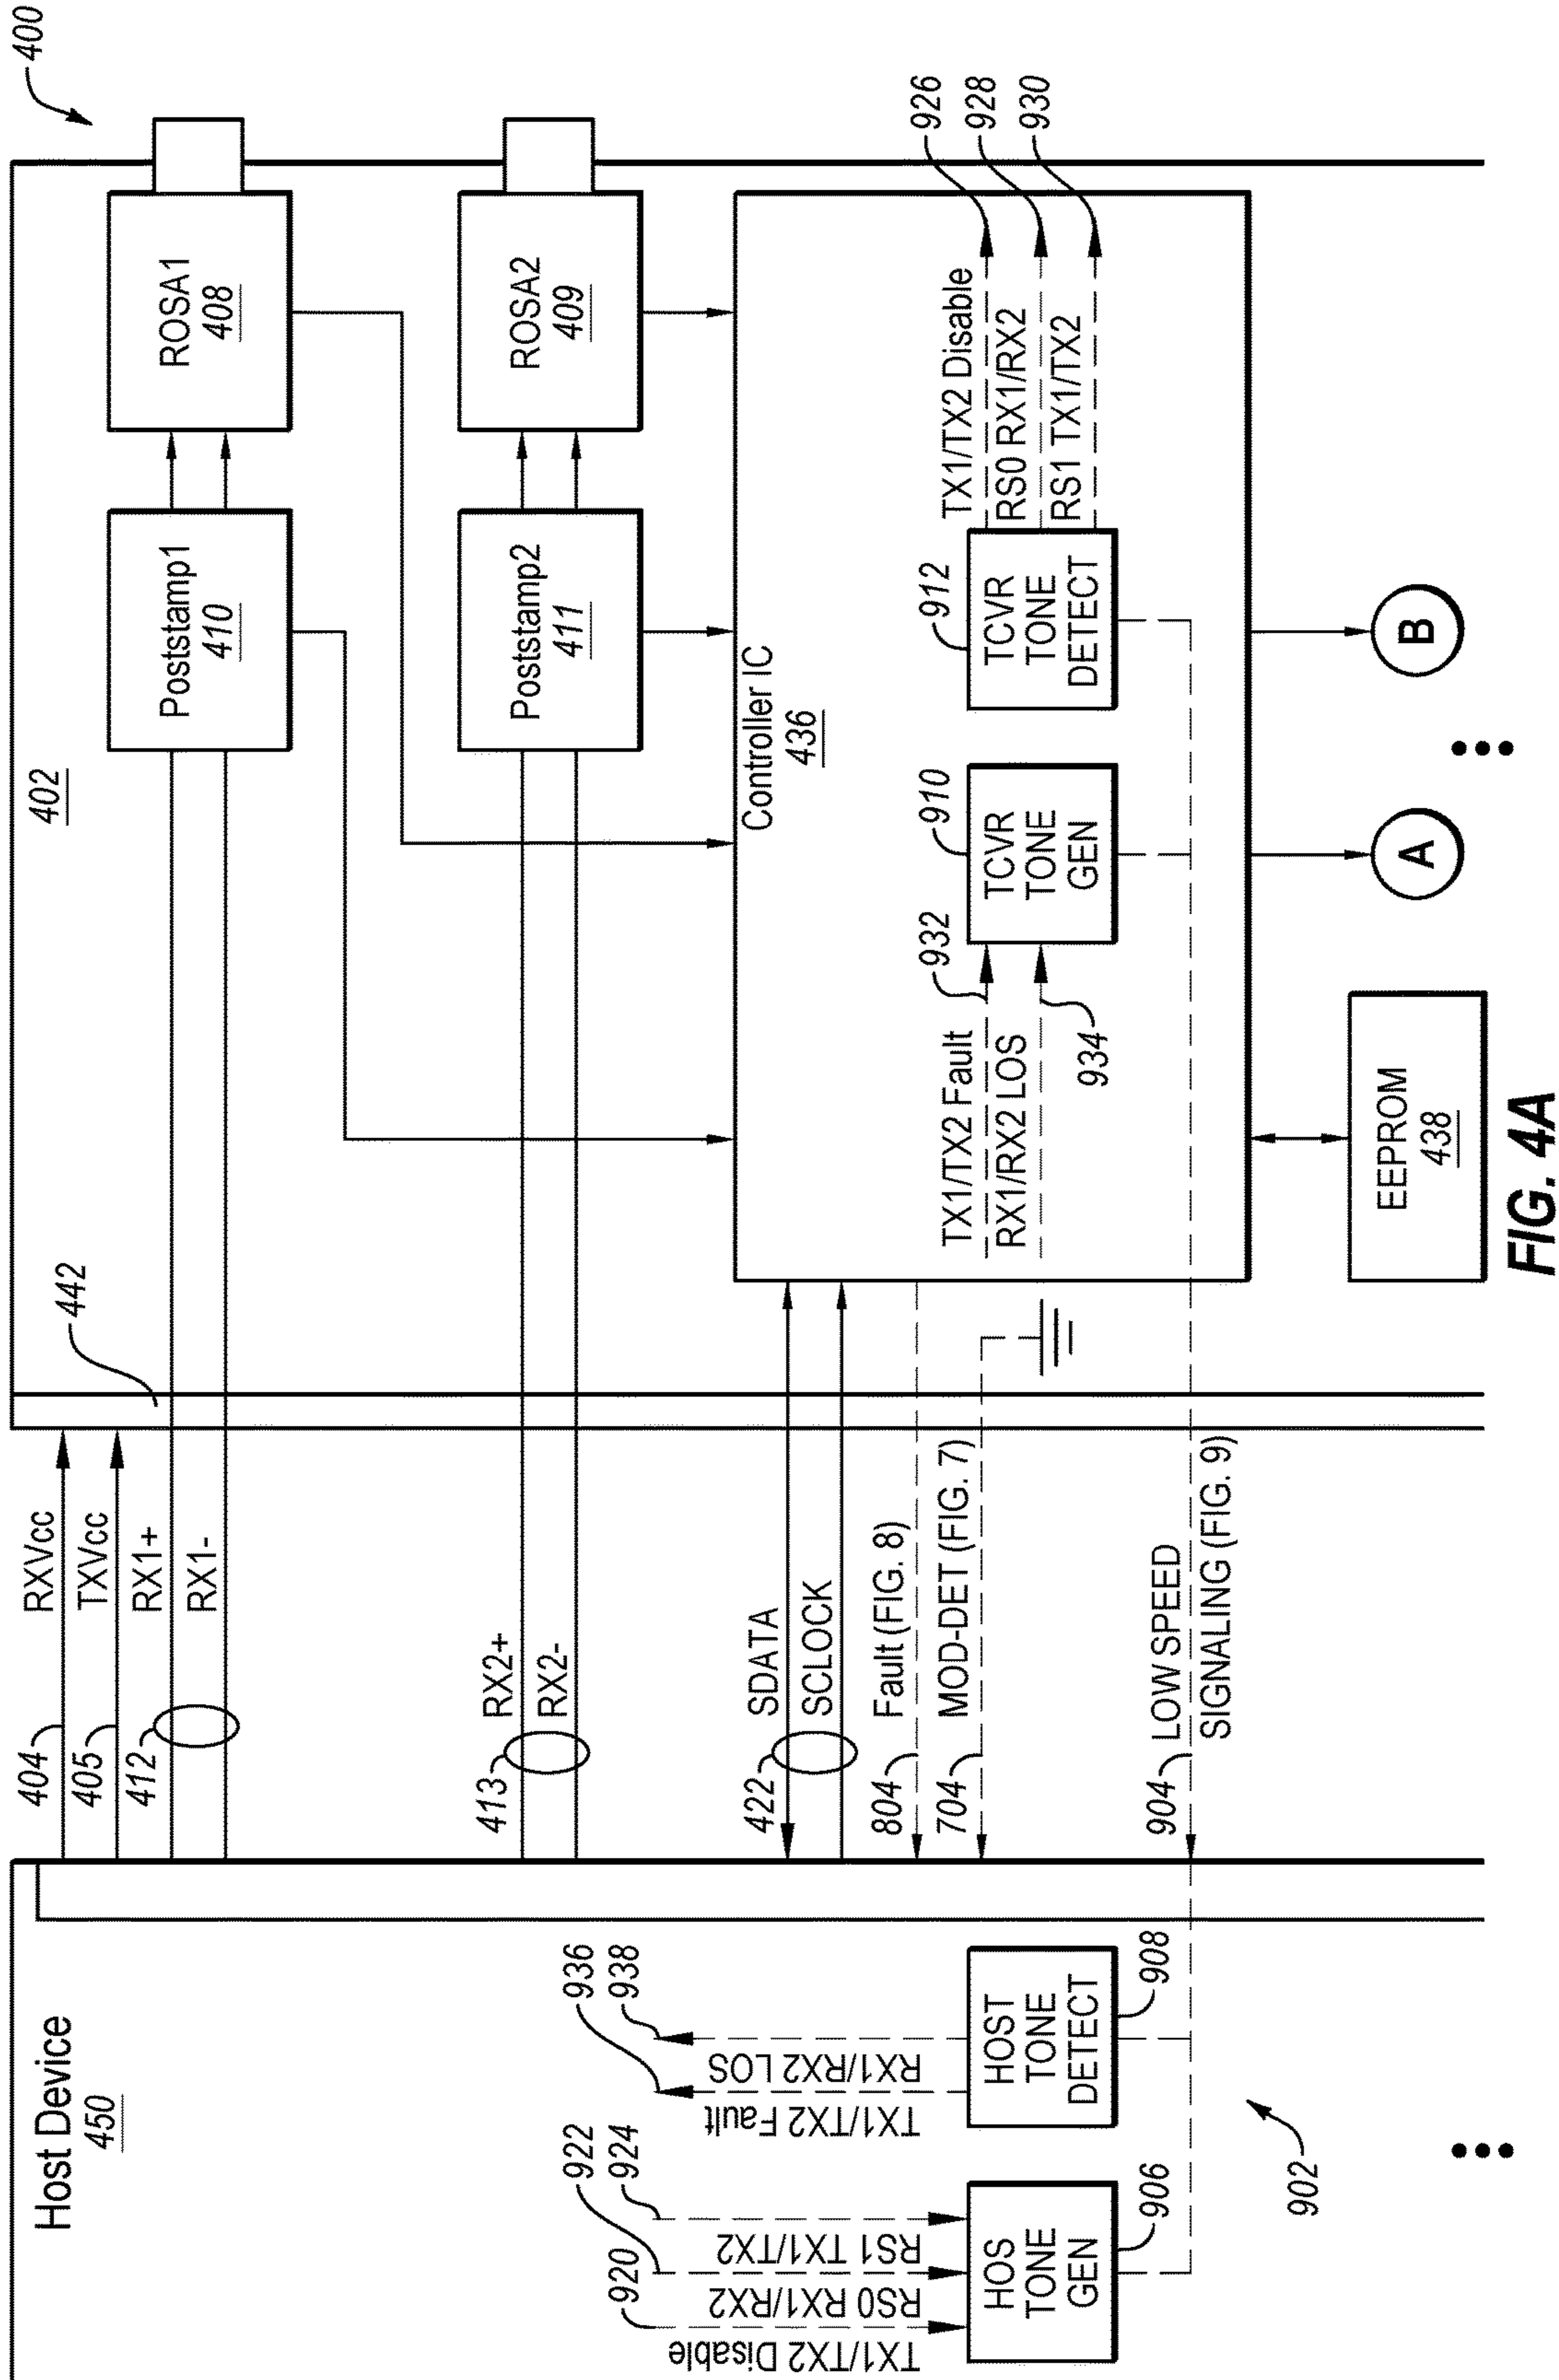 400
402
ROSA1
408
Poststamp1
410
ROSA2
409
Poststamp2
411
442
Controller IC
436
TX1/TX2 Disable
RS0 RX1/RX2
RS1 TX1/TX2
926
928
930
TCVR
TONE
DETECT
912
TCVR
TONE
GEN
910
932
934
TX1/TX2 Fault
RX1/RX2 LOS
A
B
EEPROM
438
RXVcc
404
TXVcc
405
RX1+
RX1-
412
RX2+
RX2-
413
SDATA
SCLOCK
422
Fault (FIG. 8)
804
MOD-DET (FIG. 7)
704
LOW SPEED
SIGNALING (FIG. 9)
904
Host Device
450
936
938
RX1/RX2 LOS
TX1/TX2 Fault
HOST
TONE
DETECT
908
920
922
924
RS1 TX1/TX2
RS0 RX1/RX2
TX1/TX2 Disable
HOS
TONE
GEN
906
902
FIG. 4A